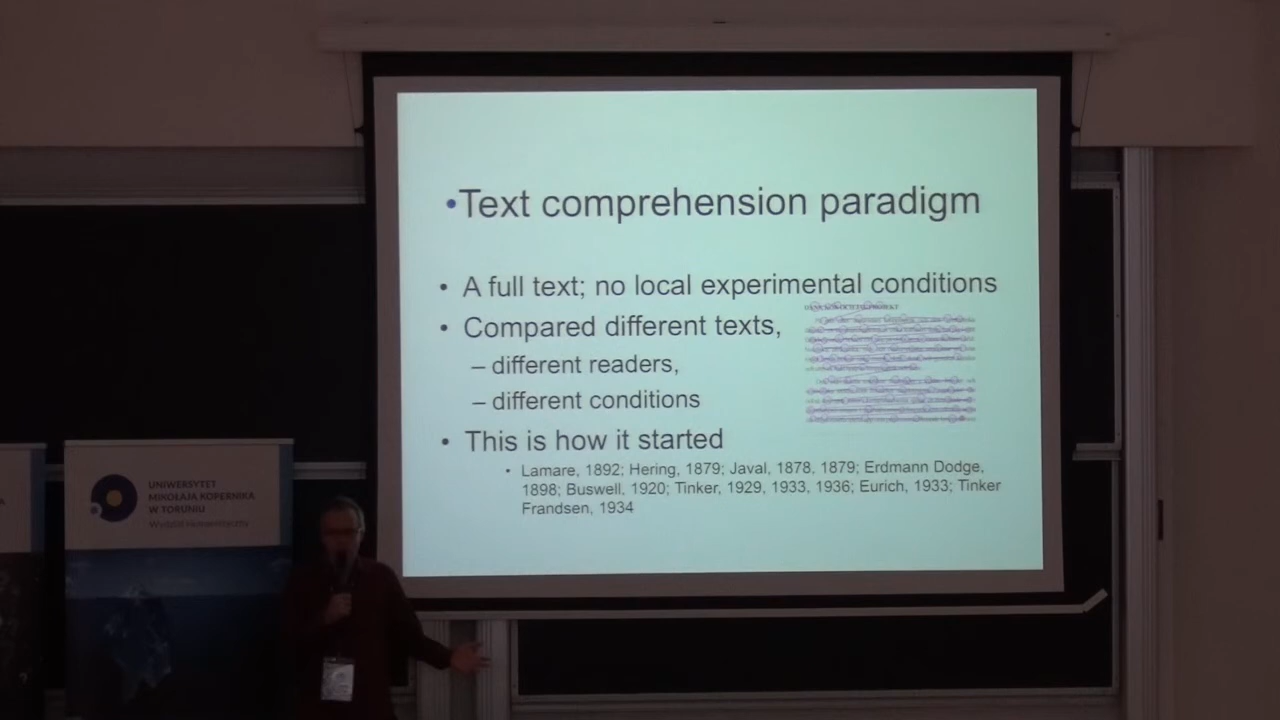 •Text comprehension paradigm
• A full text; no local experimental conditions
• Compared different texts,
– different readers,
– different conditions
• This is how it started
• Lamare, 1892; Hering, 1879; Javal, 1878, 1879; Erdmann Dodge,
1898; Buswell, 1920; Tinker, 1929, 1933, 1936; Eurich, 1933; Tinker
Frandsen, 1934
UNIWERSYTET
MIKOŁAJA KOPERNIKA
W TORUNIU
Wydział Humanistyczny